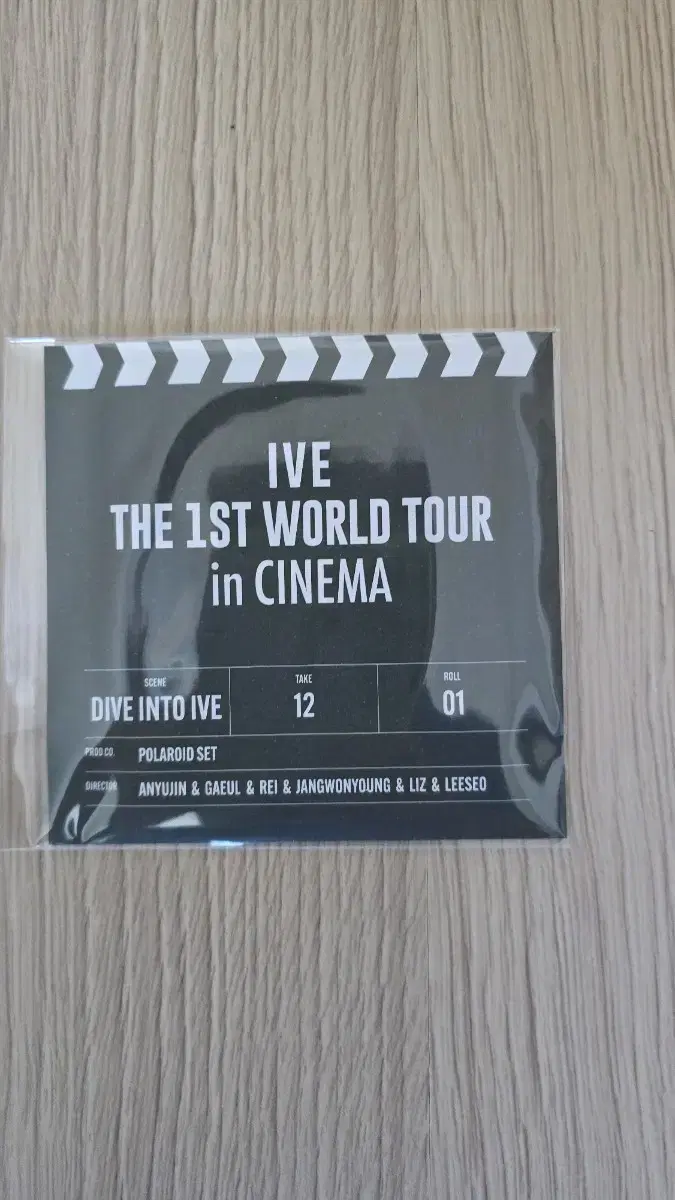 IVE
THE 1ST WORLD TOUR
in CINEMA
SCENE
DIVE INTO IVE
TAKE
12
ROLL
01
PROD CO. POLAROID SET
DIRECTOR ANYUJIN & GAEUL & REI & JANGWONYOUNG & LIZ & LEESEO